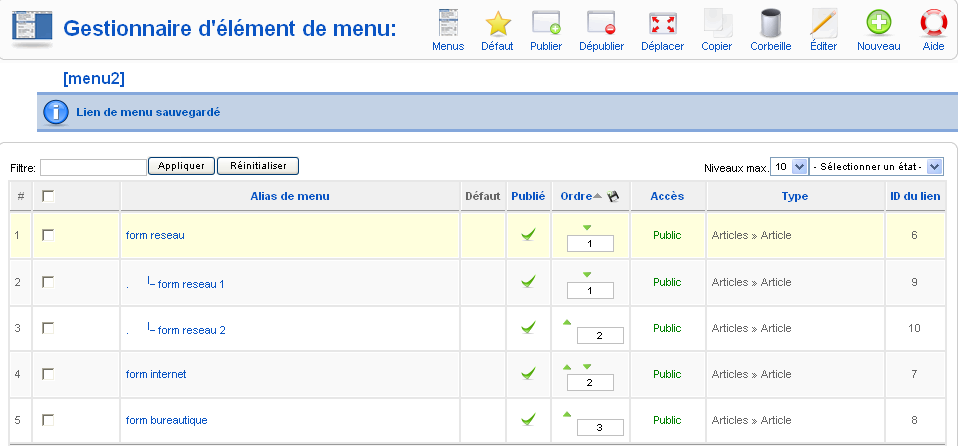 Gestionnaire d'élément de menu:
Menus Défaut Publier Dépublier Déplacer Copier Corbeille Éditer Nouveau Aide
[menu2]
Lien de menu sauvegardé
Filtre: Appliquer Réinitialiser Niveaux max. 10 - Sélectionner un état -
# Alias de menu Défaut Publié Ordre Accès Type ID du lien
1 form reseau 1 Public Articles » Article 6
2 . form reseau 1 1 Public Articles » Article 9
3 . form reseau 2 2 Public Articles » Article 10
4 form internet 2 Public Articles » Article 7
5 form bureautique 3 Public Articles » Article 8